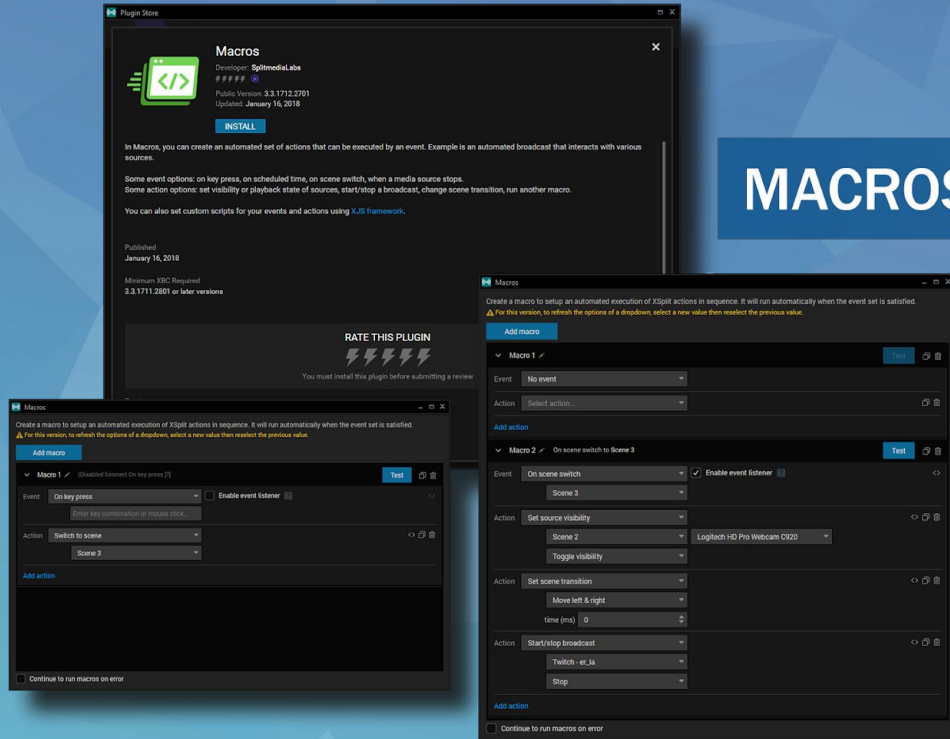 Plugin Store
Macros
Developer: SplitmediaLabs
Public Version: 3.3.1712.2701
Updated: January 16, 2018
INSTALL
In Macros, you can create an automated set of actions that can be executed by an event. Example is an automated broadcast that interacts with various
sources.
Some event options: on key press, on scheduled time, on scene switch, when a media source stops.
Some action options: set visibility or playback state of sources, start/stop a broadcast, change scene transition, run another macro.
You can also set custom scripts for your events and actions using XJS framework.
Published
January 16, 2018
Minimum XBC Required
3.3.1711.2801 or later versions
RATE THIS PLUGIN
You must install this plugin before submitting a review
MACROS
Macros
Create a macro to setup an automated execution of XSplit actions in sequence. It will run automatically when the event set is satisfied.
For this version, to refresh the options of a dropdown, select a new value then reselect the previous value.
Add macro
Macro 1 (Disabled listener) On key press [?] Test
Event On key press Enable event listener ?
Enter key combination or mouse click...
Action Switch to scene
Scene 3
Add action
Continue to run macros on error
Macros
Create a macro to setup an automated execution of XSplit actions in sequence. It will run automatically when the event set is satisfied.
For this version, to refresh the options of a dropdown, select a new value then reselect the previous value.
Add macro
Macro 1 Test
Event No event
Action Select action...
Add action
Macro 2 On scene switch to Scene 3 Test
Event On scene switch Enable event listener ?
Scene 3
Action Set source visibility
Scene 2 Logitech HD Pro Webcam C920
Toggle visibility
Action Set scene transition
Move left & right
time (ms) 0
Action Start/stop broadcast
Twitch - er_la
Stop
Add action
Continue to run macros on error